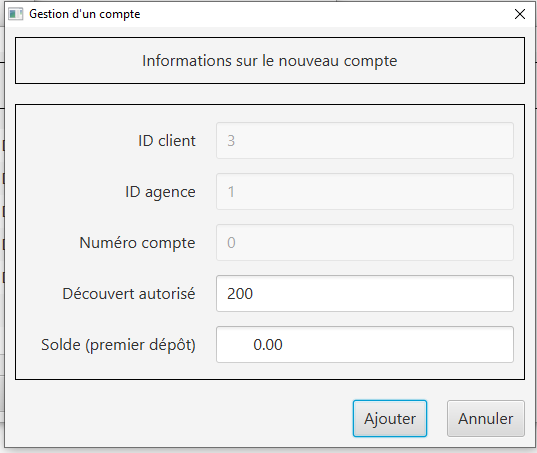 Gestion d'un compte
Informations sur le nouveau compte
ID client 3
ID agence 1
Numéro compte 0
Découvert autorisé 200
Solde (premier dépôt) 0.00
Ajouter Annuler